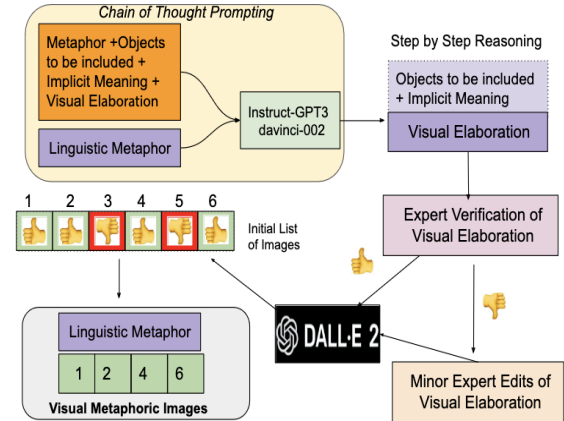 Chain of Thought Prompting
Metaphor +Objects
to be included +
Implicit Meaning +
Visual Elaboration
Linguistic Metaphor
Instruct-GPT3
davinci-002
Step by Step Reasoning
Objects to be included
+ Implicit Meaning
Visual Elaboration
Expert Verification of
Visual Elaboration
1 2 3 4 5 6
Initial List
of Images
DALL·E 2
Minor Expert Edits of
Visual Elaboration
Linguistic Metaphor
1 2 4 6
Visual Metaphoric Images